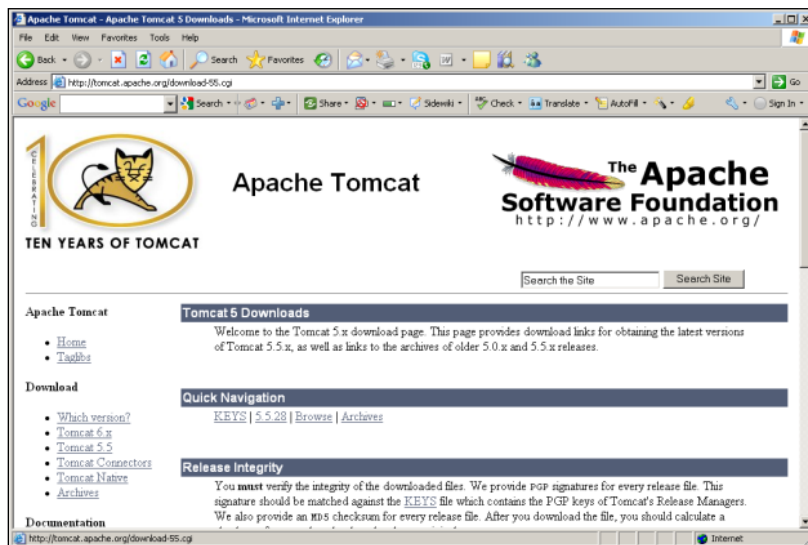 Apache Tomcat - Apache Tomcat 5 Downloads - Microsoft Internet Explorer
File Edit View Favorites Tools Help
Back Search Favorites
Address http://tomcat.apache.org/download-55.cgi Go
Google Search Share Sidewiki Check Translate AutoFill Sign In
CELEBRATING
10
TEN YEARS OF TOMCAT
Apache Tomcat
The Apache
Software Foundation
http://www.apache.org/
Search the Site Search Site
Apache Tomcat
Home
Taglibs
Download
Which version?
Tomcat 6.x
Tomcat 5.5
Tomcat Connectors
Tomcat Native
Archives
Documentation
Tomcat 5 Downloads
Welcome to the Tomcat 5.x download page. This page provides download links for obtaining the latest versions
of Tomcat 5.5.x, as well as links to the archives of older 5.0.x and 5.5.x releases.
Quick Navigation
KEYS | 5.5.28 | Browse | Archives
Release Integrity
You must verify the integrity of the downloaded files. We provide PGP signatures for every release file. This
signature should be matched against the KEYS file which contains the PGP keys of Tomcat's Release Managers.
We also provide an MD5 checksum for every release file. After you download the file, you should calculate a
http://tomcat.apache.org/download-55.cgi Internet